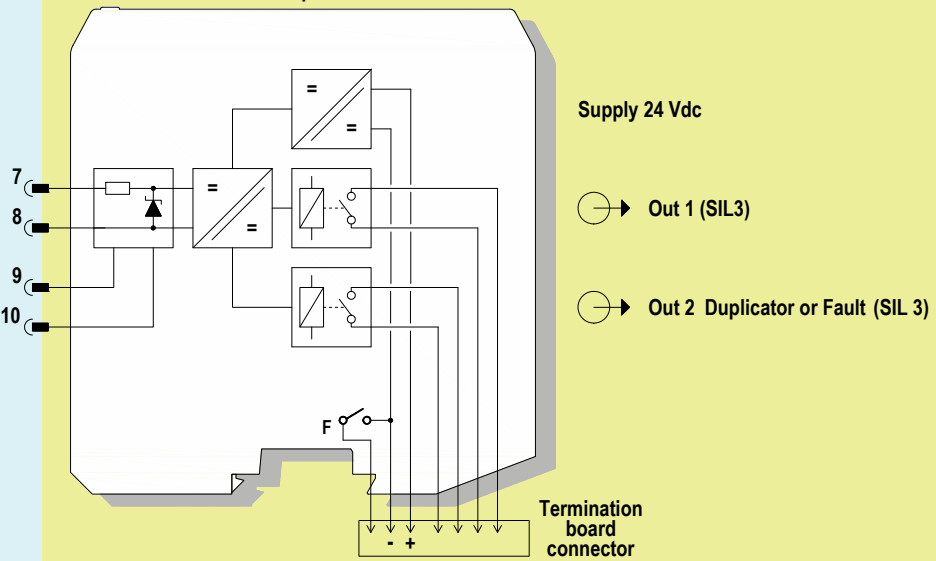 =
=
Supply 24 Vdc
7
=
8
=
Out 1 (SIL3)
9
10
Out 2 Duplicator or Fault (SIL 3)
F
- +
Termination
board
connector